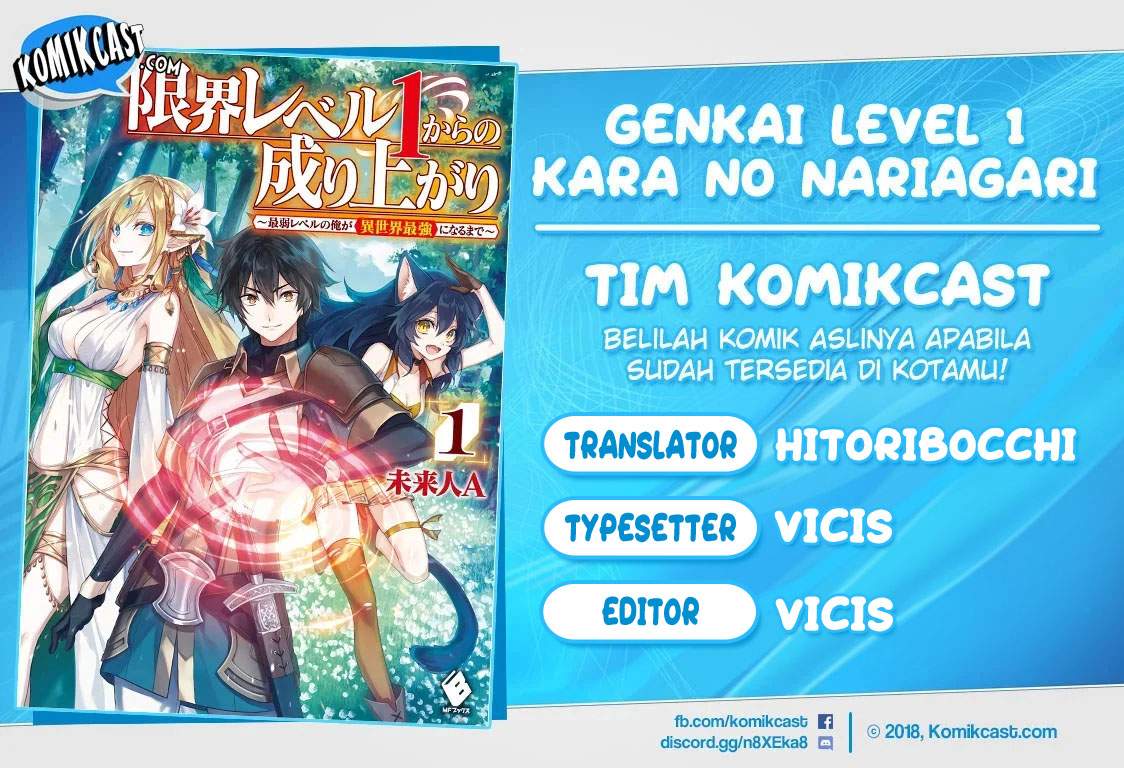 KOMIKCAST
.COM
限界レベル1からの
成り上がり
～最弱レベルの俺が異世界最強になるまで～
1
未来人A
MFブックス
GENKAI LEVEL 1
KARA NO NARIAGARI
TIM KOMIKCAST
BELILAH KOMIK ASLINYA APABILA
SUDAH TERSEDIA DI KOTAMU!
TRANSLATOR HITORIBOCCHI
TYPESETTER VICIS
EDITOR VICIS
fb.com/komikcast
discord.gg/n8XEka8
© 2018, Komikcast.com